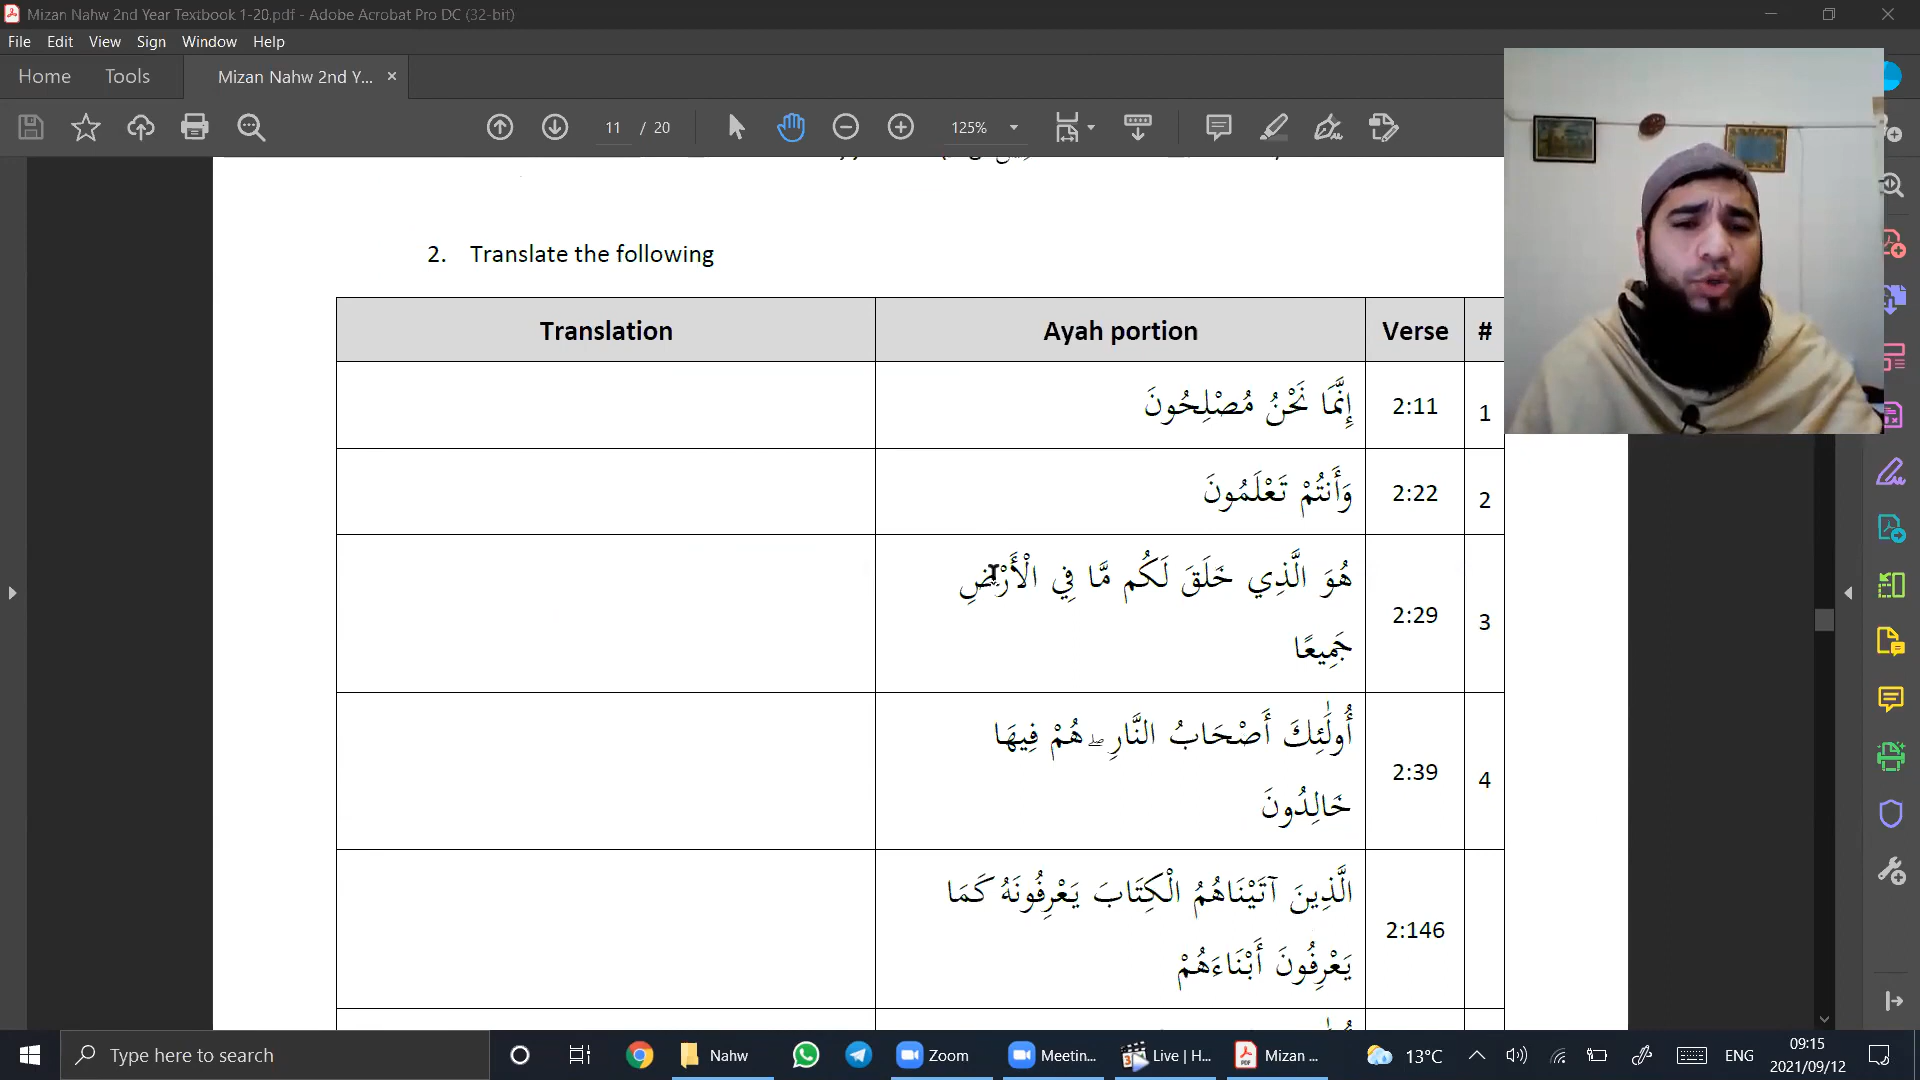 Mizan Nahw 2nd Year Textbook 1-20.pdf - Adobe Acrobat Pro DC (32-bit)
File Edit View Sign Window Help
Home Tools Mizan Nahw 2nd Y... ×
11 / 20 125%
2. Translate the following
Translation Ayah portion Verse #
إِنَّمَا نَحْنُ مُصْلِحُونَ 2:11 1
وَأَنتُمْ تَعْلَمُونَ 2:22 2
هُوَ الَّذِي خَلَقَ لَكُم مَّا فِي الْأَرْضِ
جَمِيعًا 2:29 3
أُولَٰئِكَ أَصْحَابُ النَّارِ ۖ هُمْ فِيهَا
خَالِدُونَ 2:39 4
الَّذِينَ آتَيْنَاهُمُ الْكِتَابَ يَعْرِفُونَهُ كَمَا
يَعْرِفُونَ أَبْنَاءَهُمْ 2:146
Type here to search Nahw Zoom Meetin... Live | H... Mizan ... 13°C ENG 09:15
2021/09/12